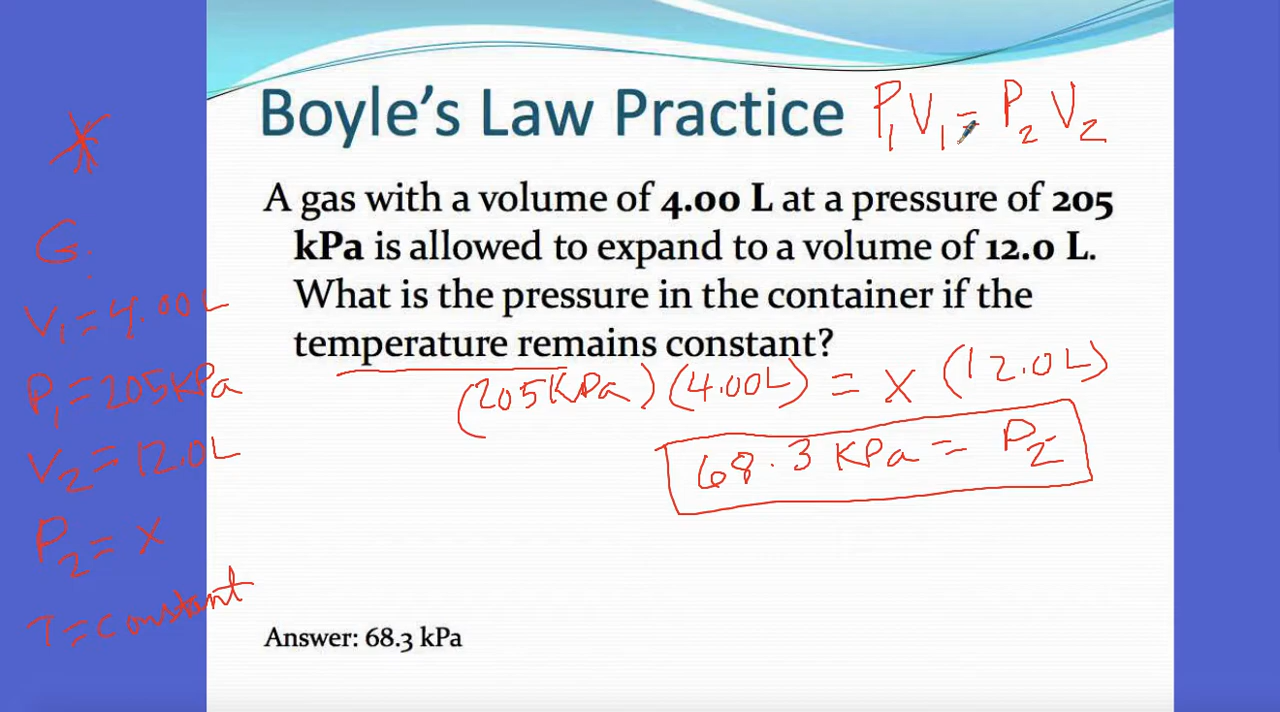 Boyle's Law Practice P₁V₁ = P₂V₂
A gas with a volume of 4.00 L at a pressure of 205
kPa is allowed to expand to a volume of 12.0 L.
What is the pressure in the container if the
temperature remains constant?
(205 KPa) (4.00L) = x (12.0L)
68.3 KPa = P₂
Answer: 68.3 kPa
G:
V₁ = 4.00L
P₁ = 205KPa
V₂ = 12.0L
P₂ = x
T = constant